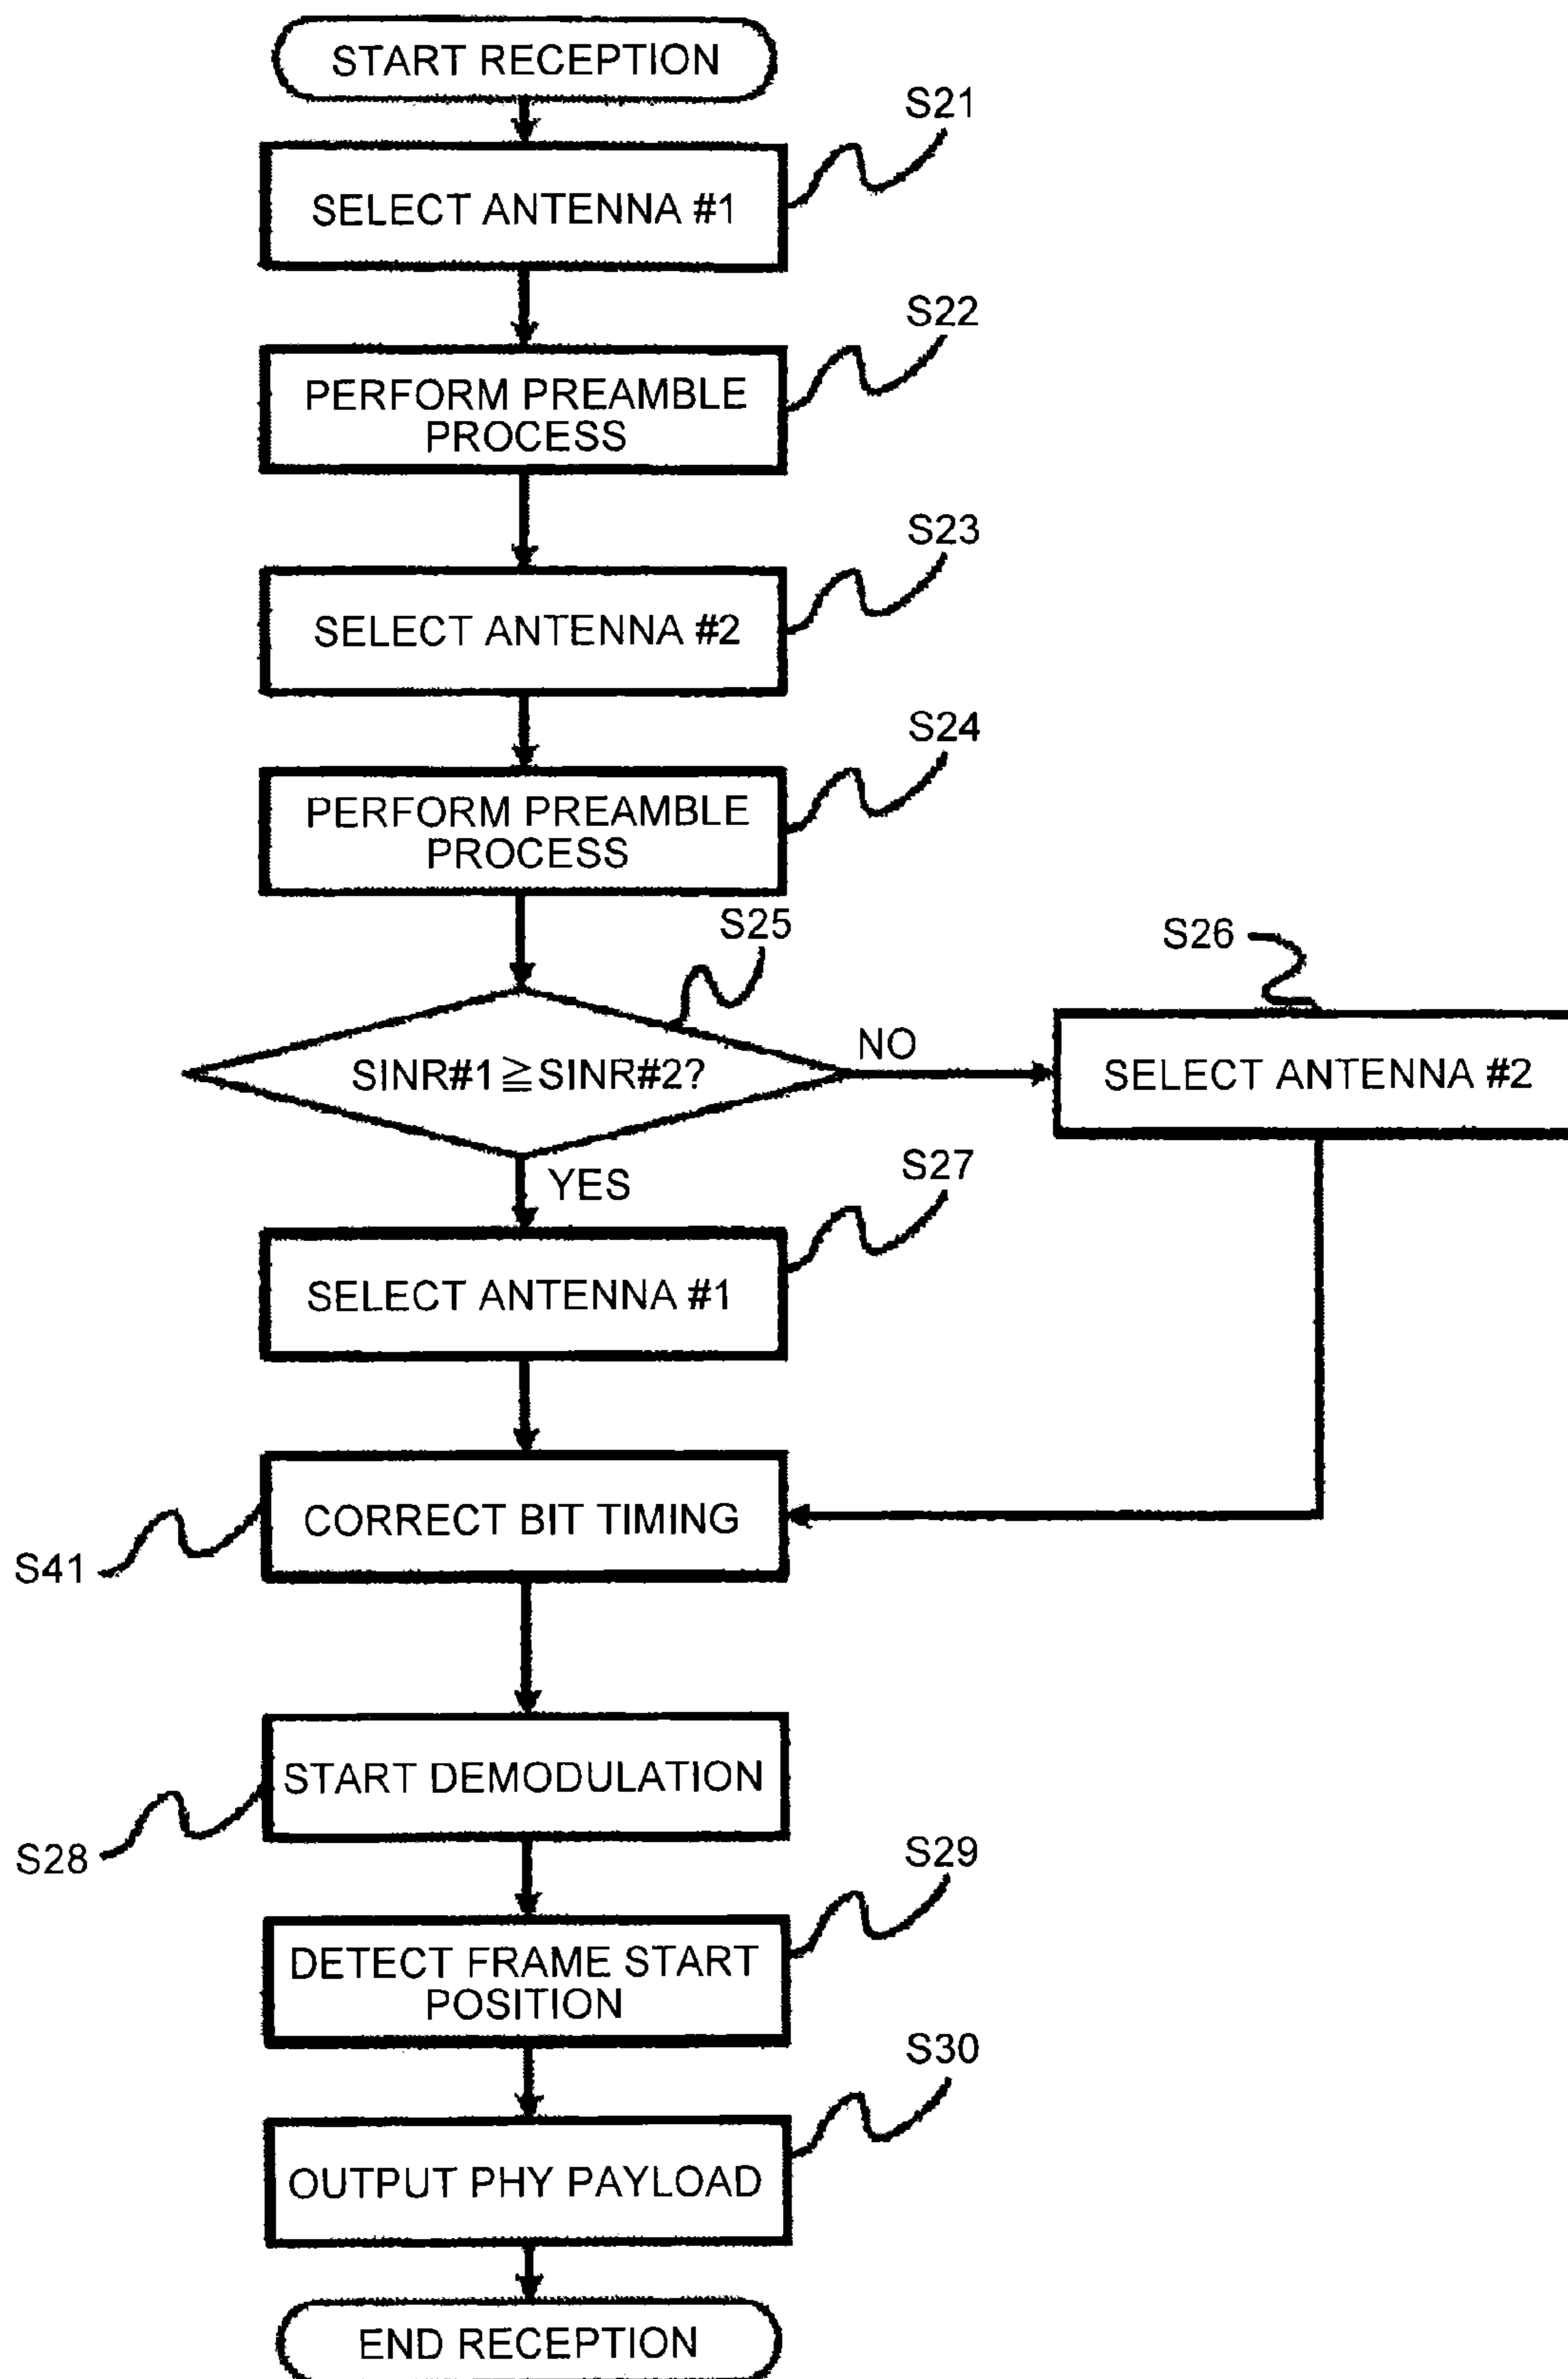 START RECEPTION
S21
SELECT ANTENNA #1
S22
PERFORM PREAMBLE
PROCESS
S23
SELECT ANTENNA #2
S24
PERFORM PREAMBLE
PROCESS
S25
S26
SINR#1≧SINR#2?
NO
SELECT ANTENNA #2
YES
S27
SELECT ANTENNA #1
CORRECT BIT TIMING
S41
START DEMODULATION
S28
S29
DETECT FRAME START
POSITION
S30
OUTPUT PHY PAYLOAD
END RECEPTION